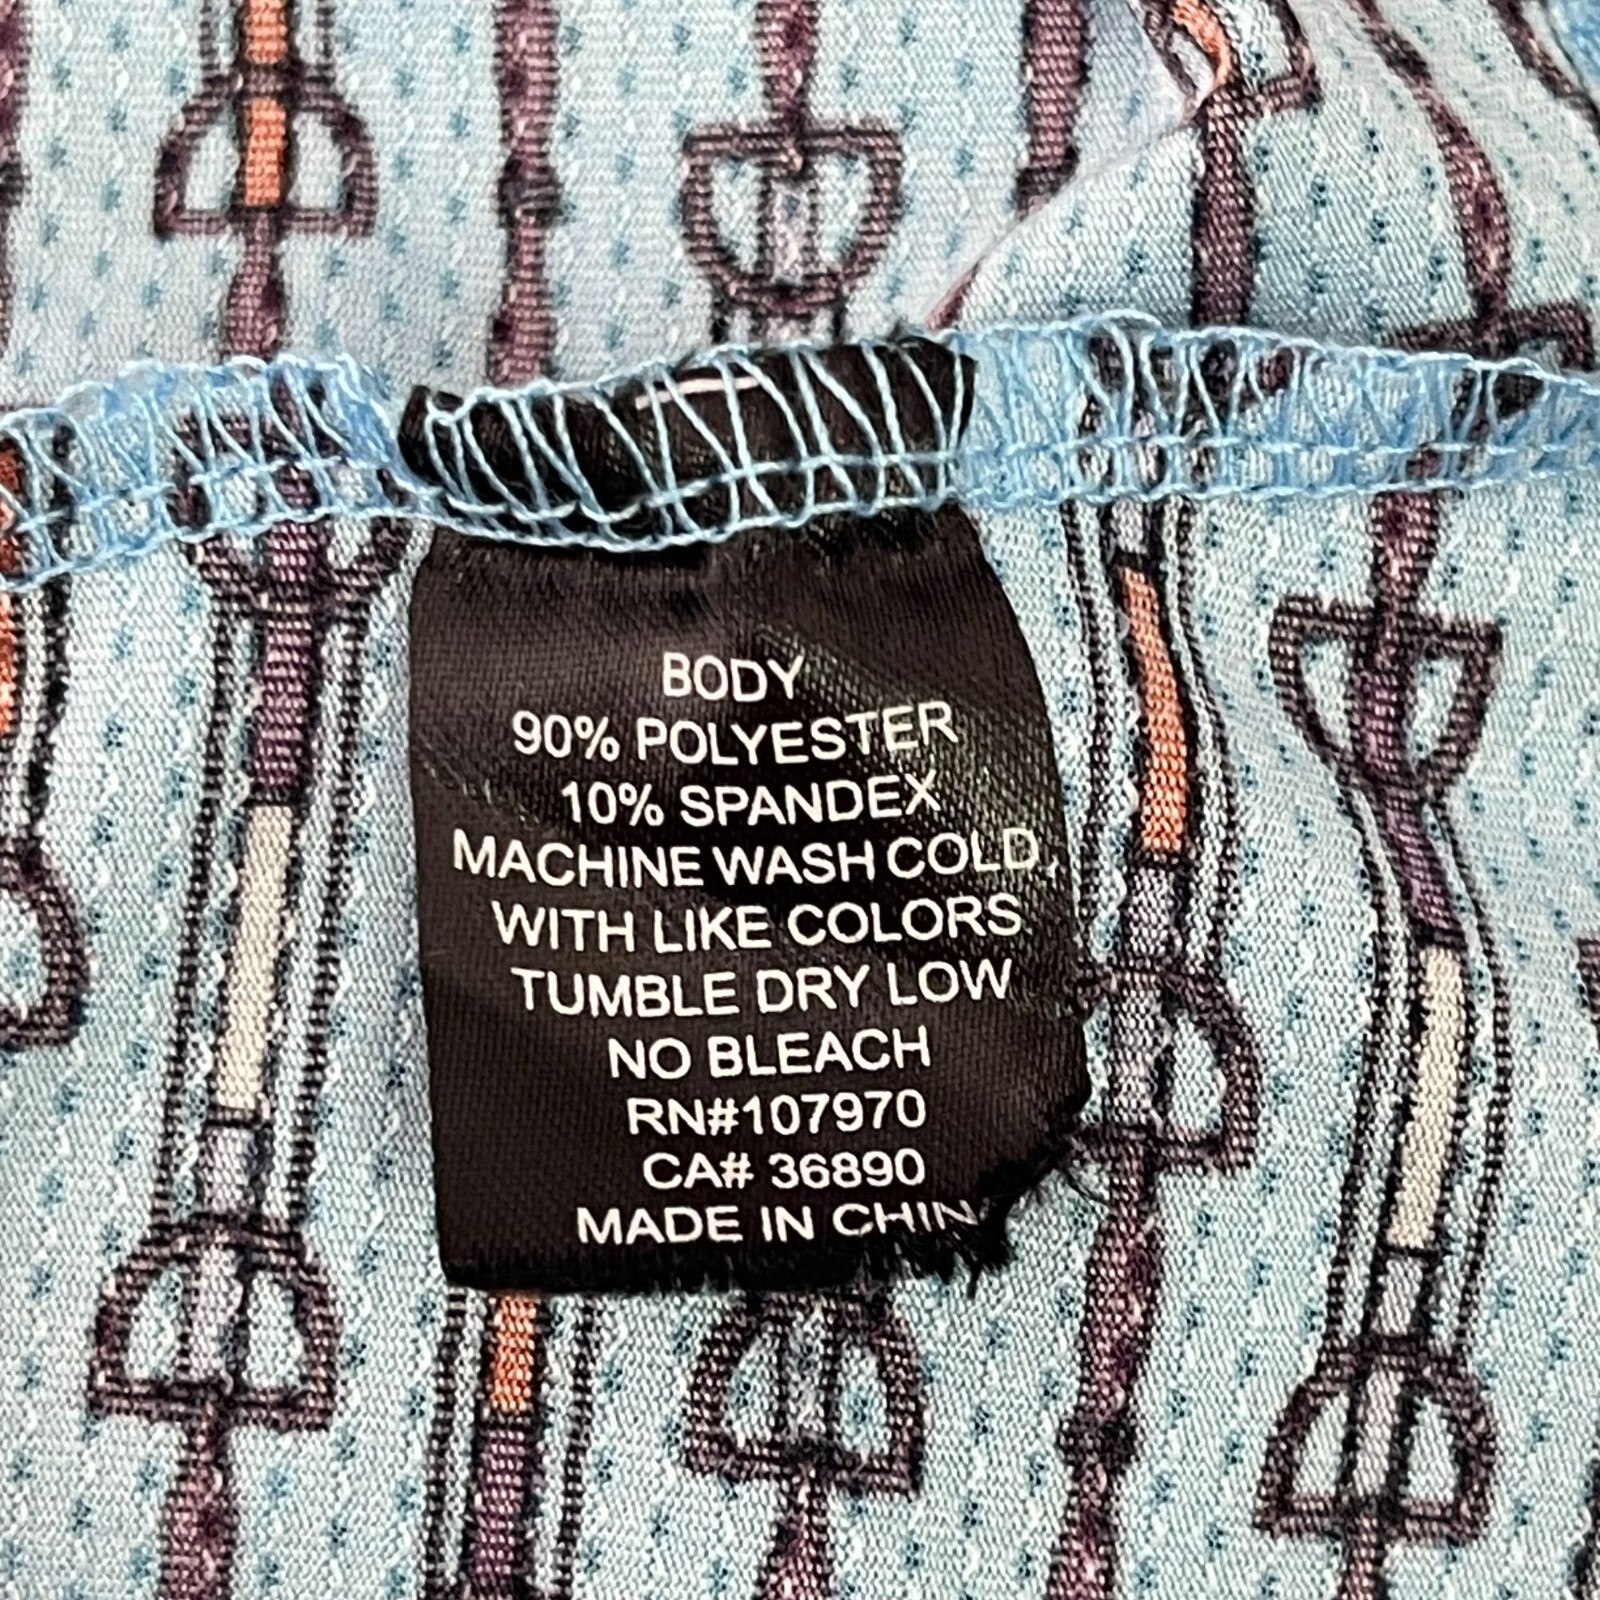 BODY
90% POLYESTER
10% SPANDEX
MACHINE WASH COLD,
WITH LIKE COLORS
TUMBLE DRY LOW
NO BLEACH
RN#107970
CA# 36890
MADE IN CHIN